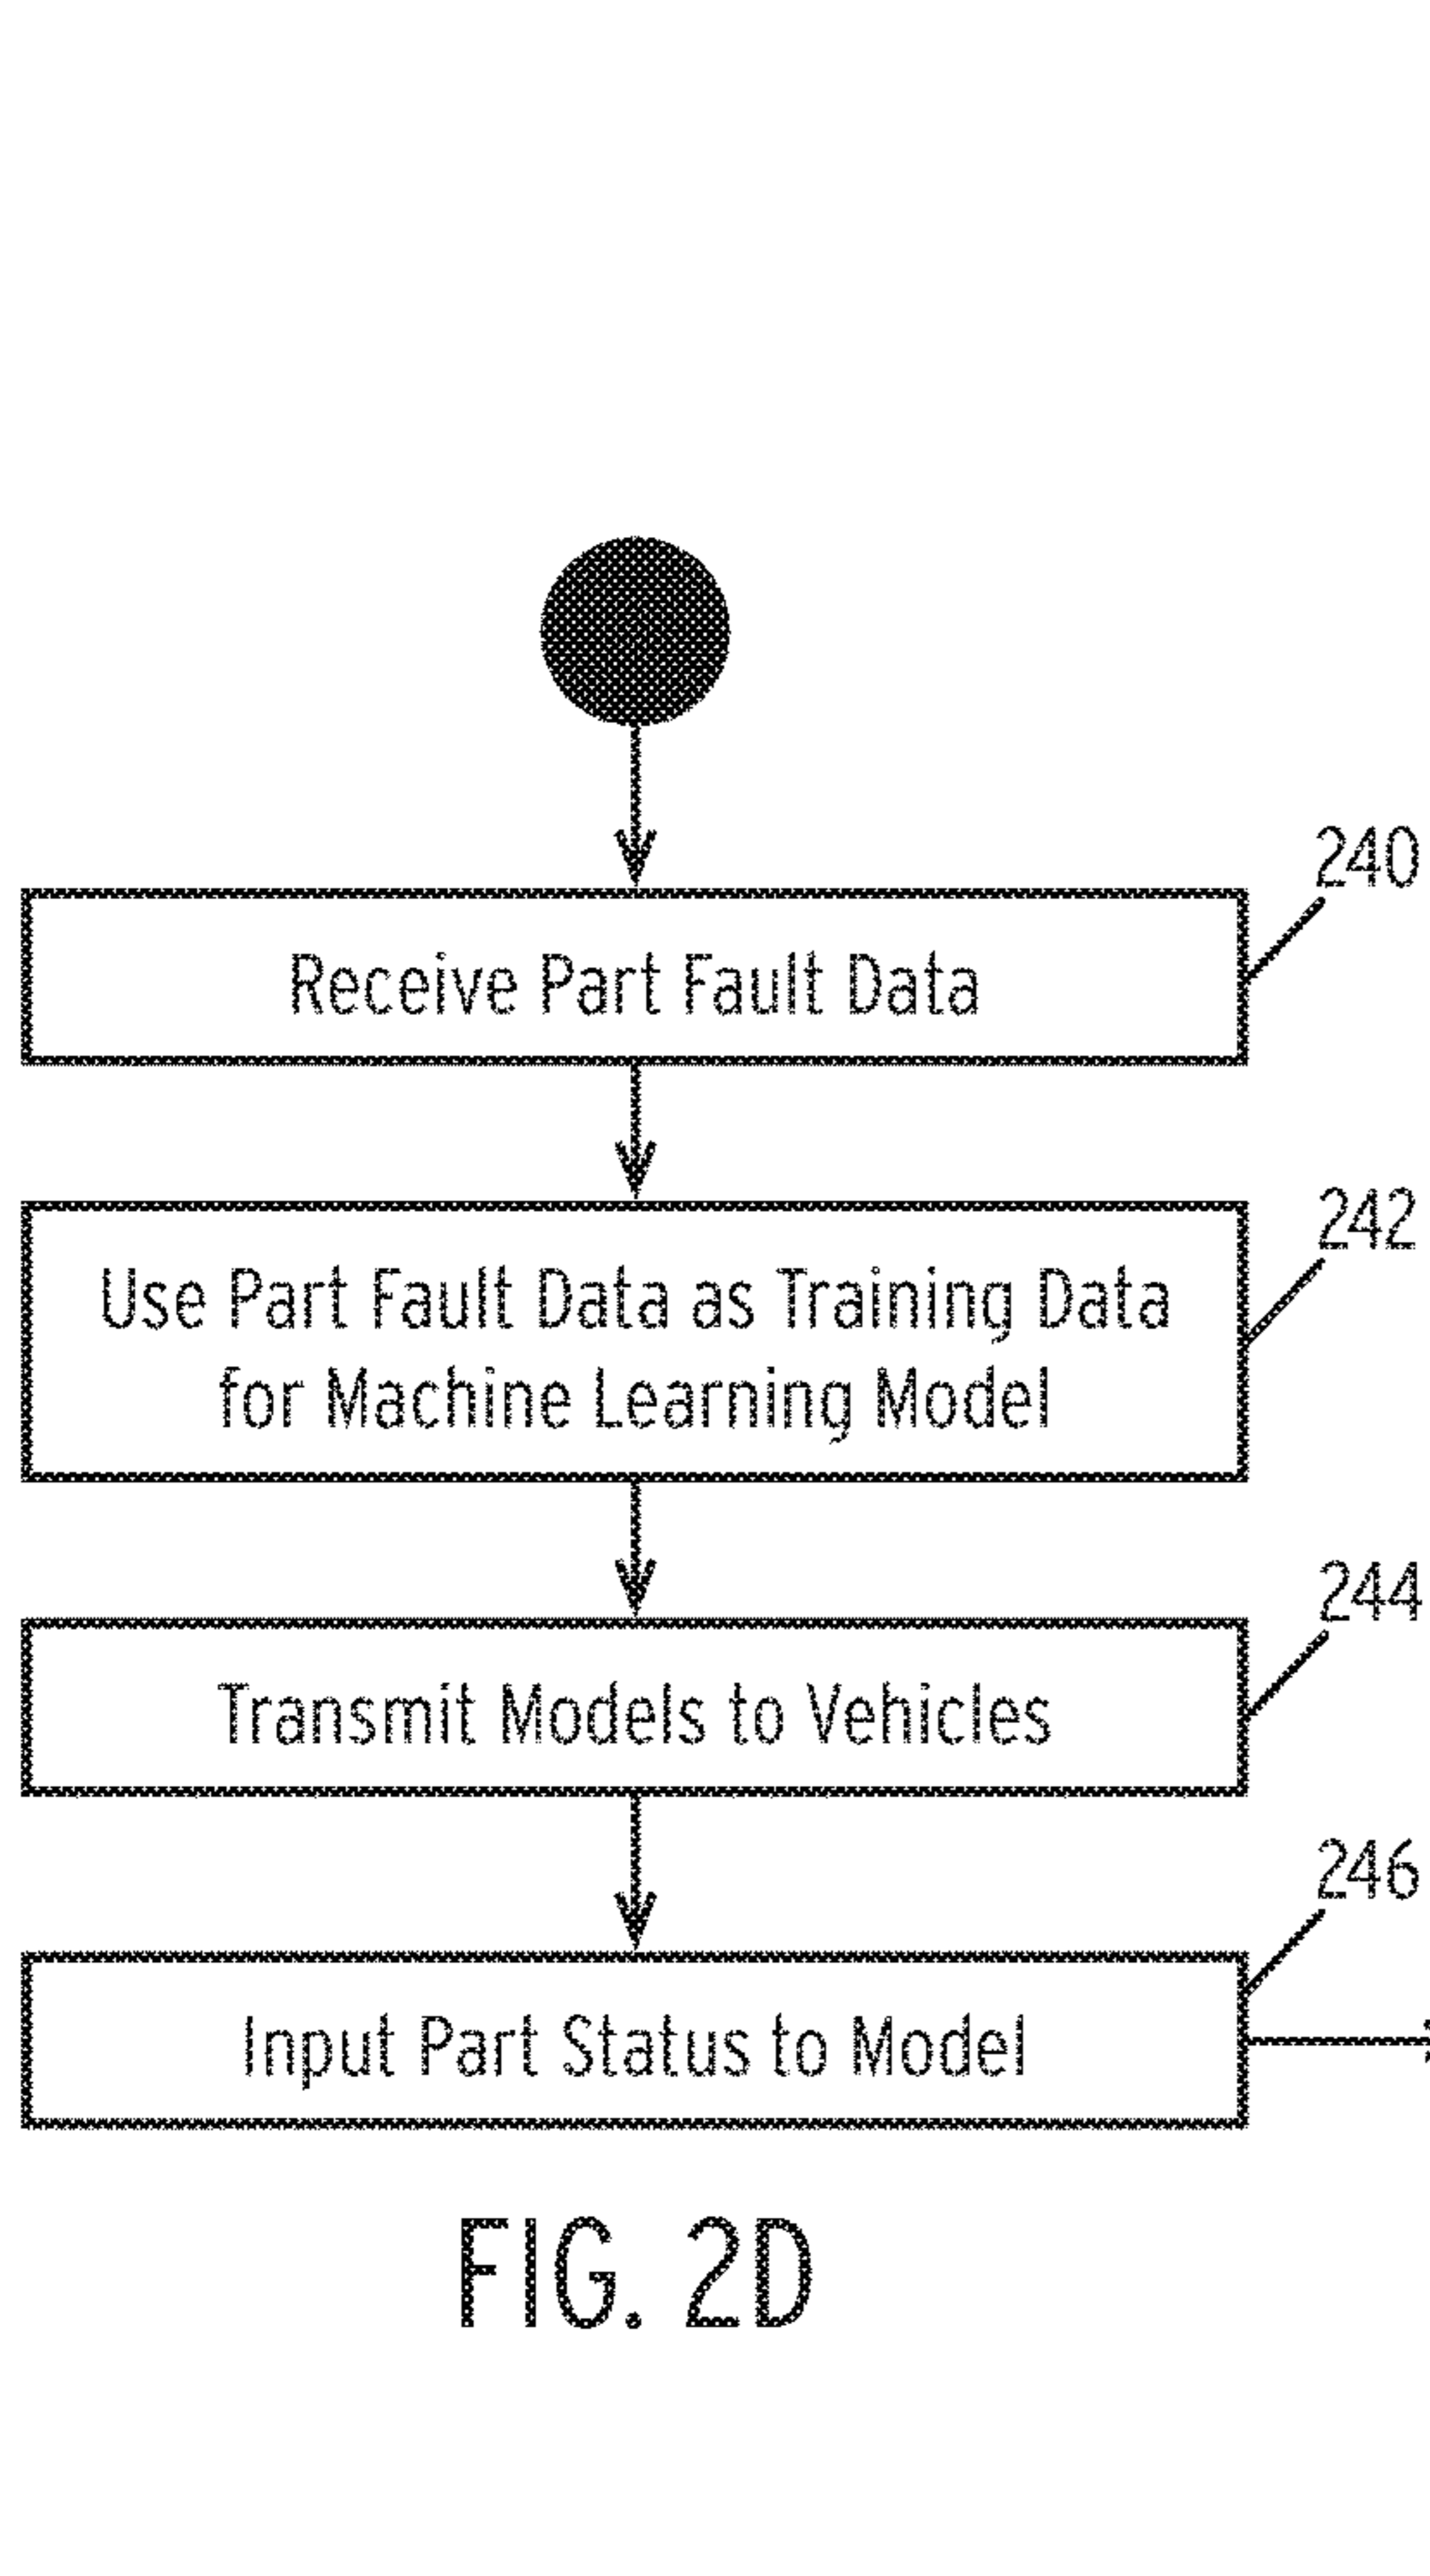 240
Receive Part Fault Data
242
Use Part Fault Data as Training Data
for Machine Learning Model
244
Transmit Models to Vehicles
246
Input Part Status to Model
FIG. 2D